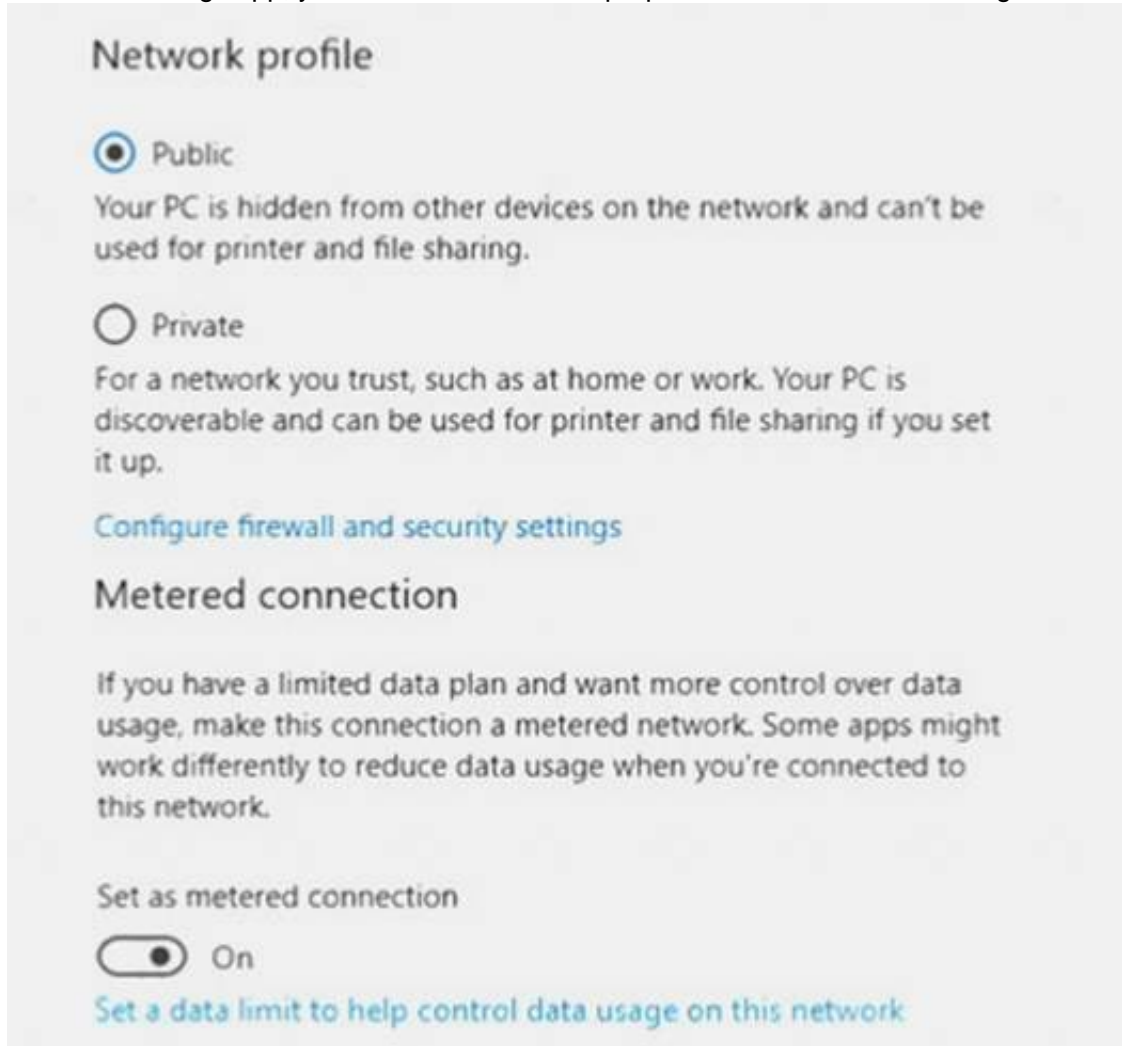 Network profile
Public
Your PC is hidden from other devices on the network and can't be
used for printer and file sharing.
Private
For a network you trust, such as at home or work. Your PC is
discoverable and can be used for printer and file sharing if you set
it up.
Configure firewall and security settings
Metered connection
If you have a limited data plan and want more control over data
usage, make this connection a metered network. Some apps might
work differently to reduce data usage when you're connected to
this network.
Set as metered connection
On
Set a data limit to help control data usage on this network